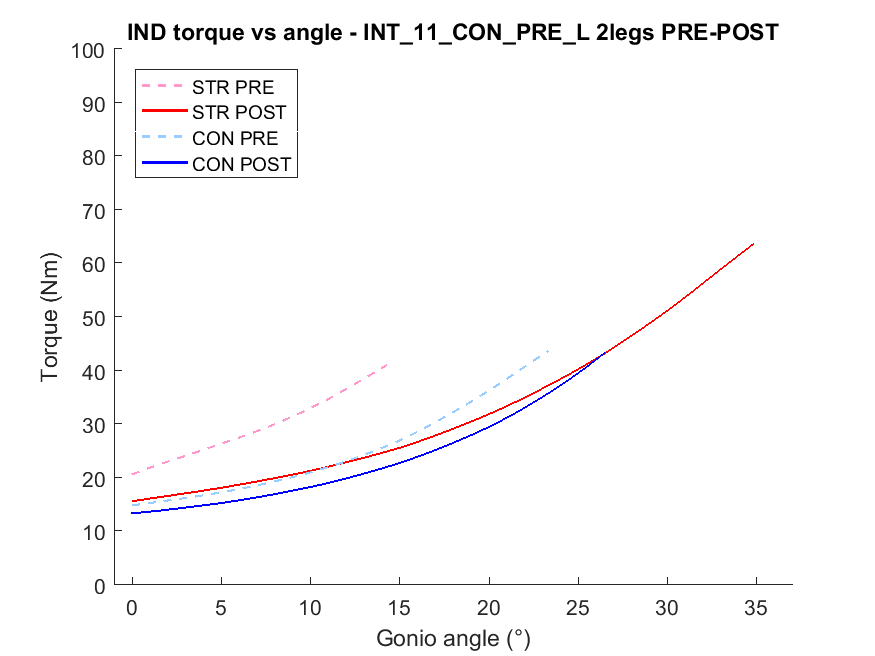 IND torque vs angle - INT_11_CON_PRE_L 2legs PRE-POST
100
90
80
70
60
50
40
30
20
10
0
STR PRE
STR POST
CON PRE
CON POST
Torque (Nm)
0 5 10 15 20 25 30 35
Gonio angle (°)